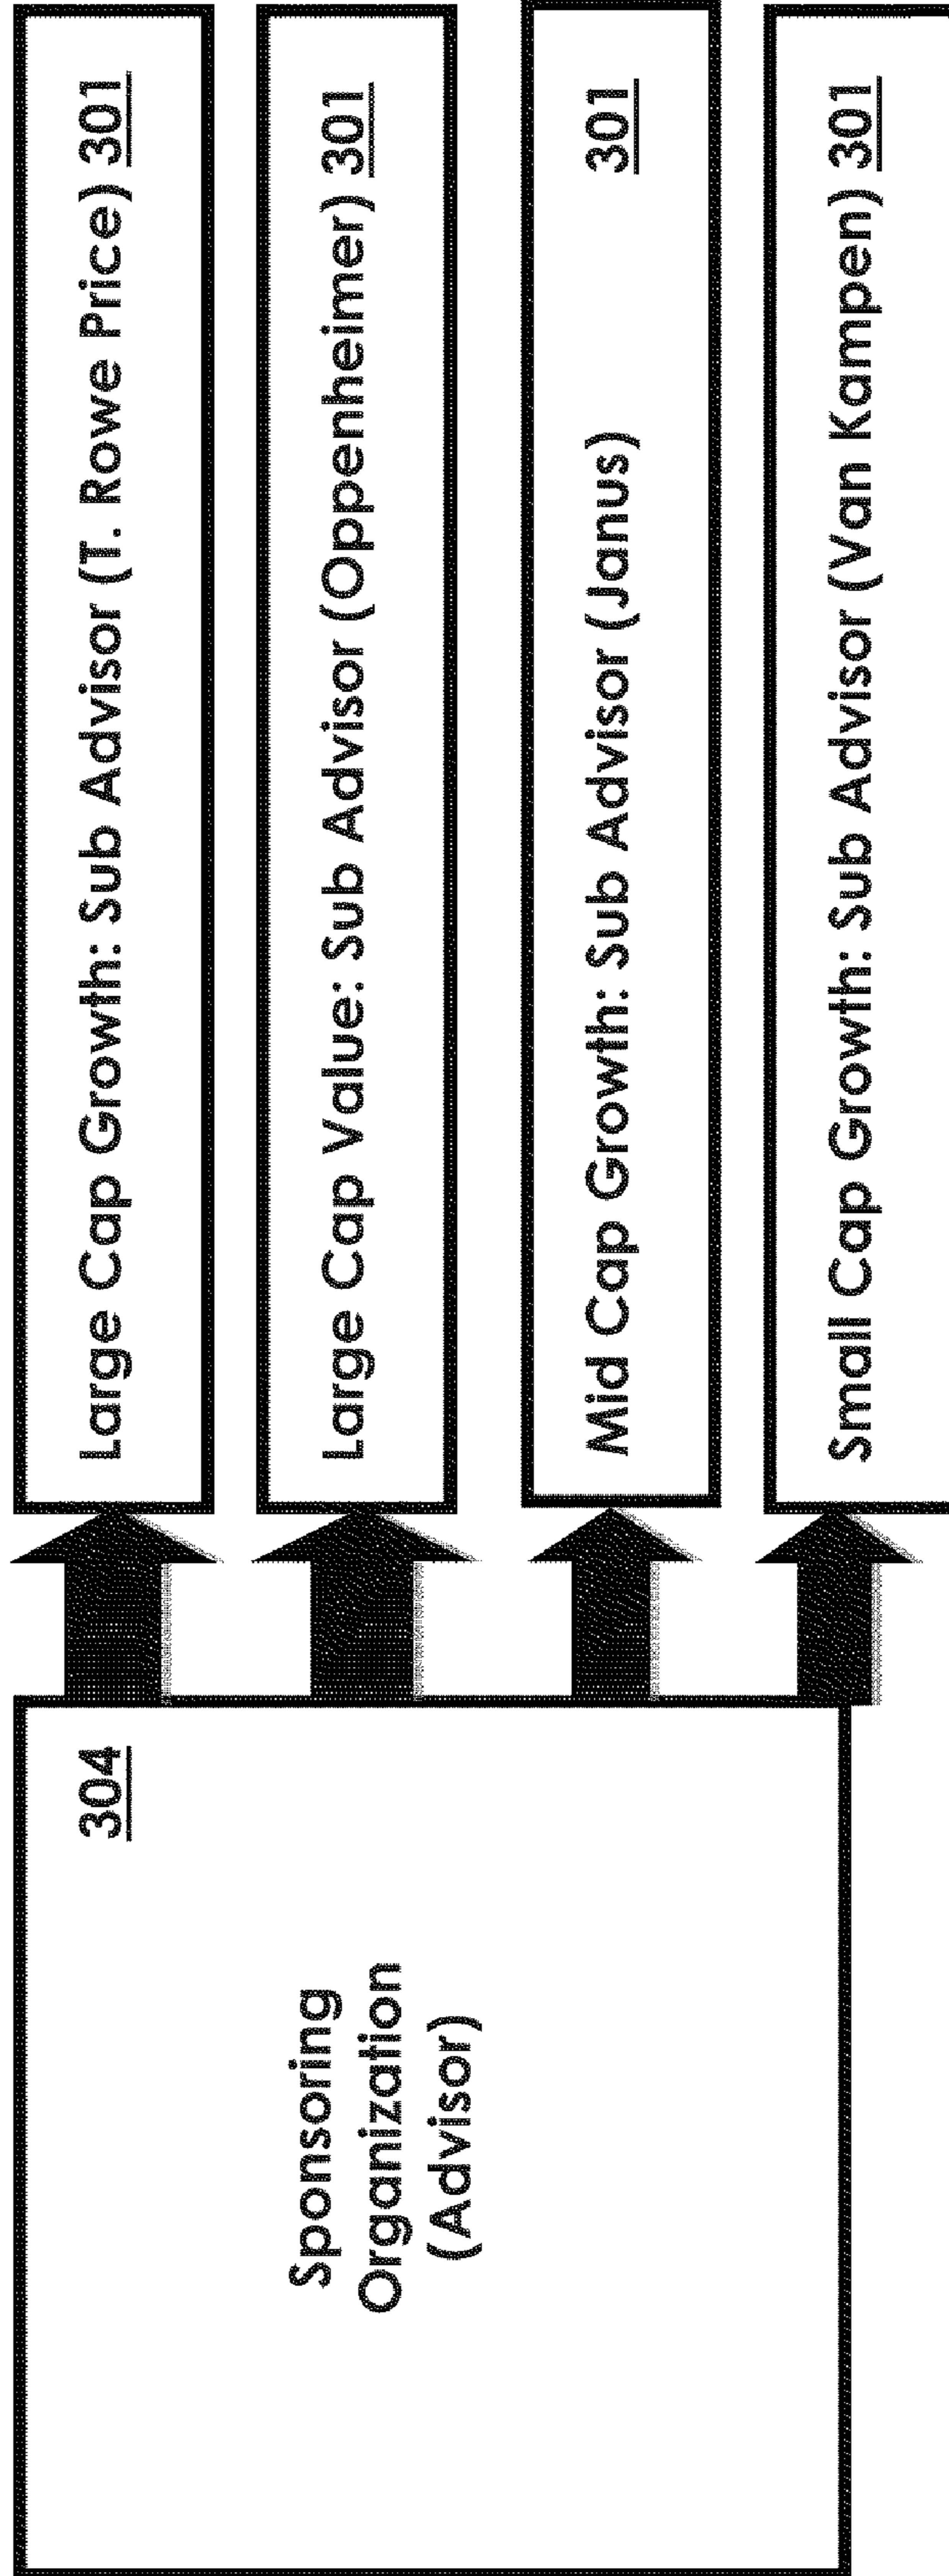 304
Sponsoring
Organization
(Advisor)
Large Cap Growth: Sub Advisor (T. Rowe Price) 301
Large Cap Value: Sub Advisor (Oppenheimer) 301
Mid Cap Growth: Sub Advisor (Janus) 301
Small Cap Growth: Sub Advisor (Van Kampen) 301